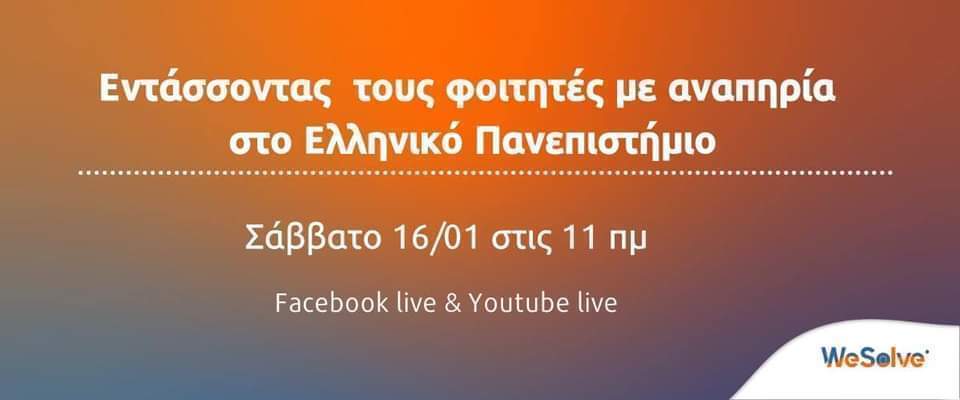 Εντάσσοντας τους φοιτητές με αναπηρία
στο Ελληνικό Πανεπιστήμιο
Σάββατο 16/01 στις 11 πμ
Facebook live & Youtube live
WeSolve